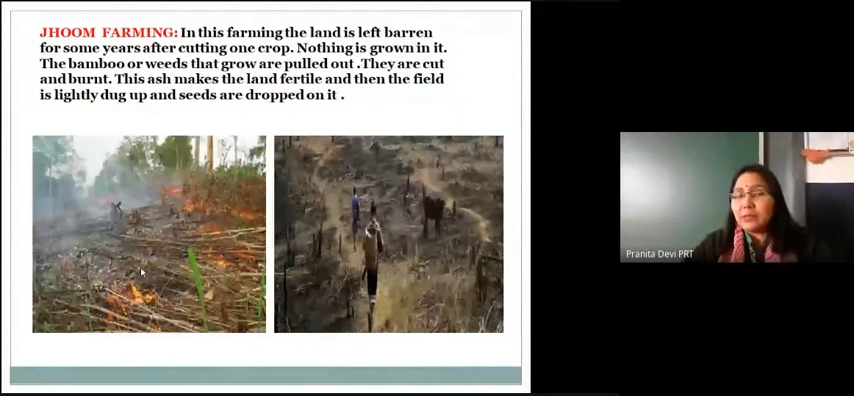 JHOOM FARMING: In this farming the land is left barren
for some years after cutting one crop. Nothing is grown in it.
The bamboo or weeds that grow are pulled out .They are cut
and burnt. This ash makes the land fertile and then the field
is lightly dug up and seeds are dropped on it .
Pranita Devi PRT